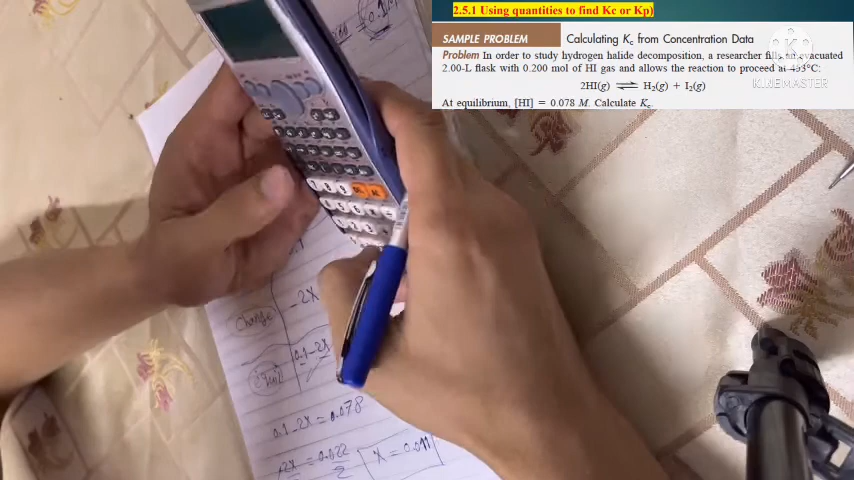 2.5.1 Using quantities to find Kc or Kp)
SAMPLE PROBLEM Calculating Kc from Concentration Data
Problem In order to study hydrogen halide decomposition, a researcher fills an evacuated
2.00-L flask with 0.200 mol of HI gas and allows the reaction to proceed at 453°C:
2HI(g) ⇌ H₂(g) + I₂(g)
At equilibrium, [HI] = 0.078 M. Calculate Kc.
KINEMASTER
Change -2x
0.1-2x
0.1-2x = 0.078
2x = 0.022
2
x = 0.011